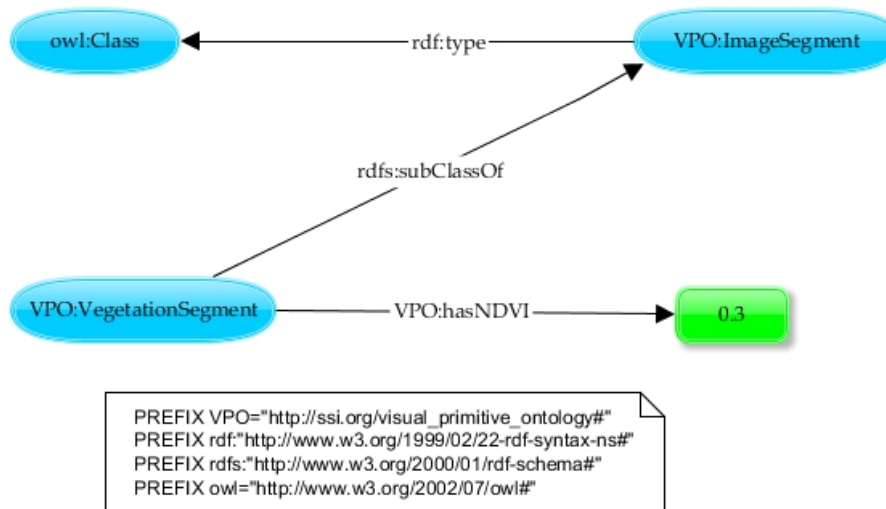 owl:Class
rdf:type
VPO:ImageSegment
rdfs:subClassOf
VPO:VegetationSegment
VPO:hasNDVI
0.3
PREFIX VPO="http://ssi.org/visual_primitive_ontology#"
PREFIX rdf:"http://www.w3.org/1999/02/22-rdf-syntax-ns#"
PREFIX rdfs:"http://www.w3.org/2000/01/rdf-schema#"
PREFIX owl="http://www.w3.org/2002/07/owl#"